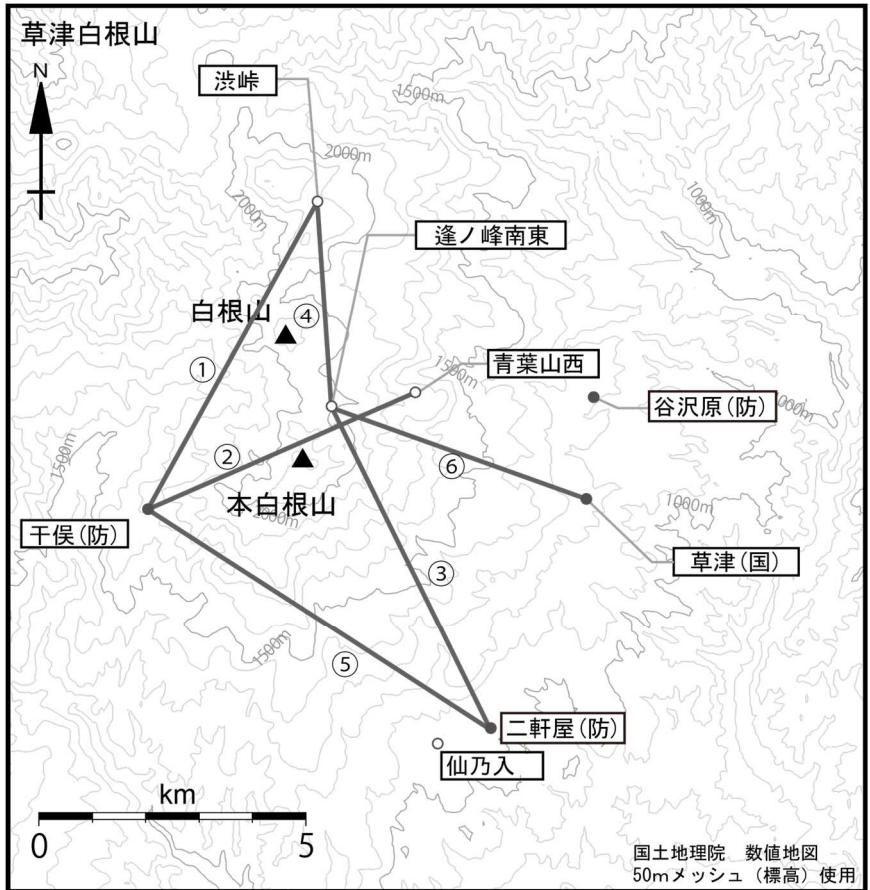 草津白根山
N
渋峠
1500m
2000m
2000m
1000m
逢ノ峰南東
白根山
④
①
青葉山西
1500m
谷沢原(防)
1000m
②
⑥
1500m
本白根山
2000m
1000m
干俣(防)
草津(国)
③
1500m
⑤
二軒屋(防)
仙乃入
km
0
5
国土地理院 数値地図
50mメッシュ(標高)使用